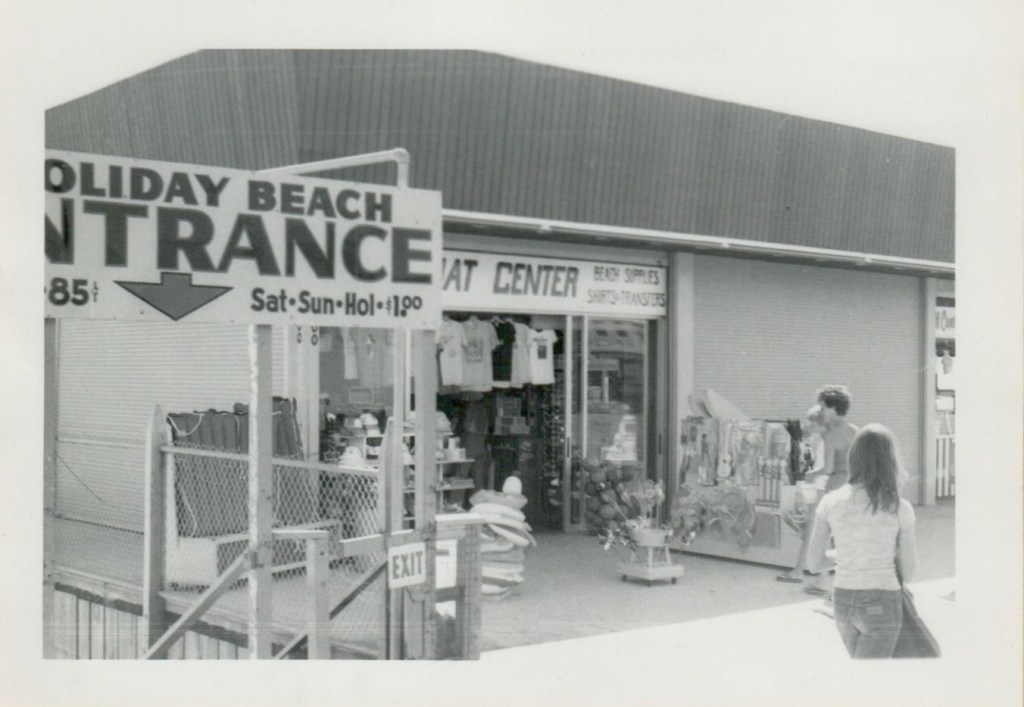 OLIDAY BEACH
NTRANCE
.85
Sat·Sun·Hol·$1.00
AT CENTER
BEACH SUPPLIES
SHIRTS·TRANSFERS
EXIT